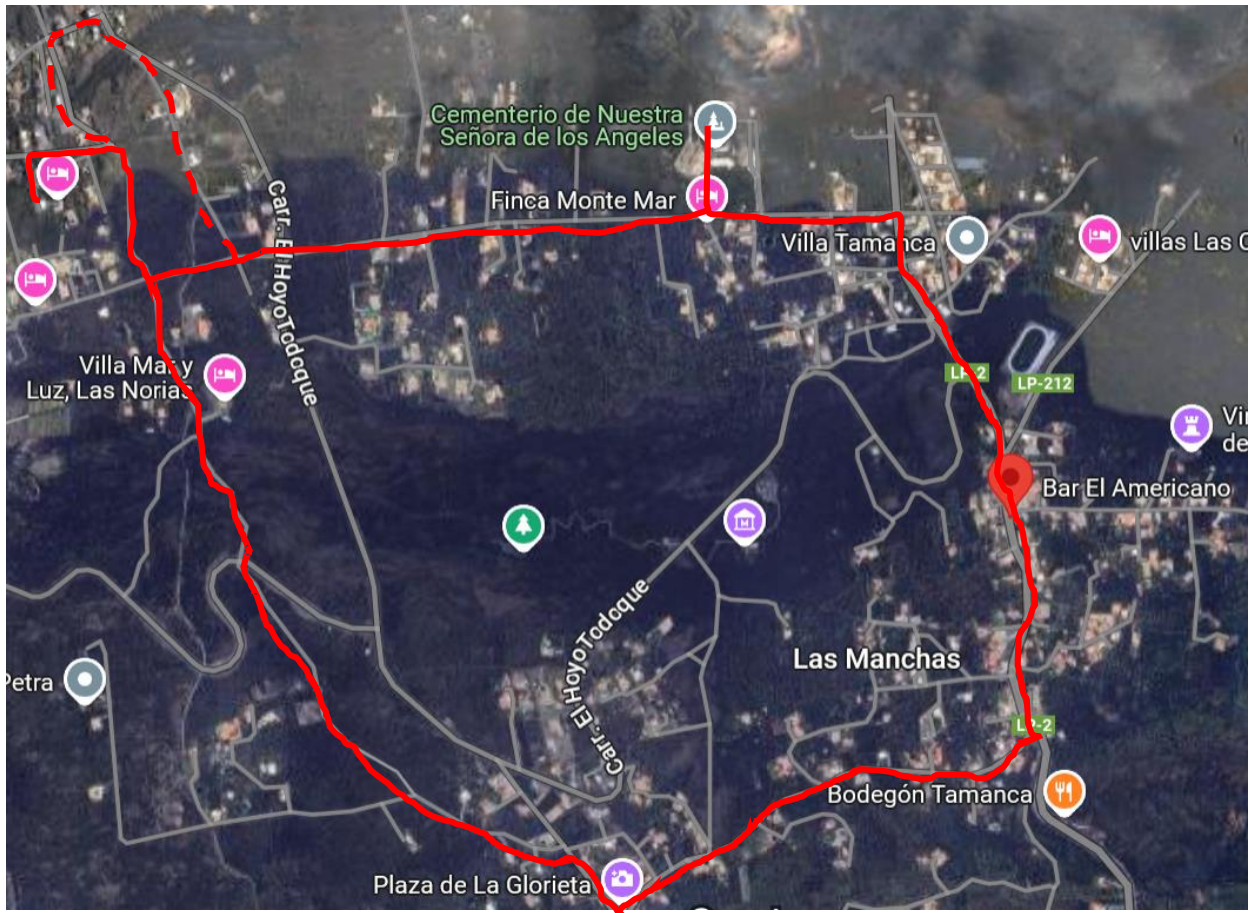 Cementerio de Nuestra
Señora de los Angeles
Finca Monte Mar
Villa Tamanca
villas Las C
Carr. El HoyoTodoque
Villa Mar y
Luz, Las Norias
LP-2
LP-212
Vir
de
Bar El Americano
Carr. El HoyoTodoque
Las Manchas
Petra
LP-2
Bodegón Tamanca
Plaza de La Glorieta